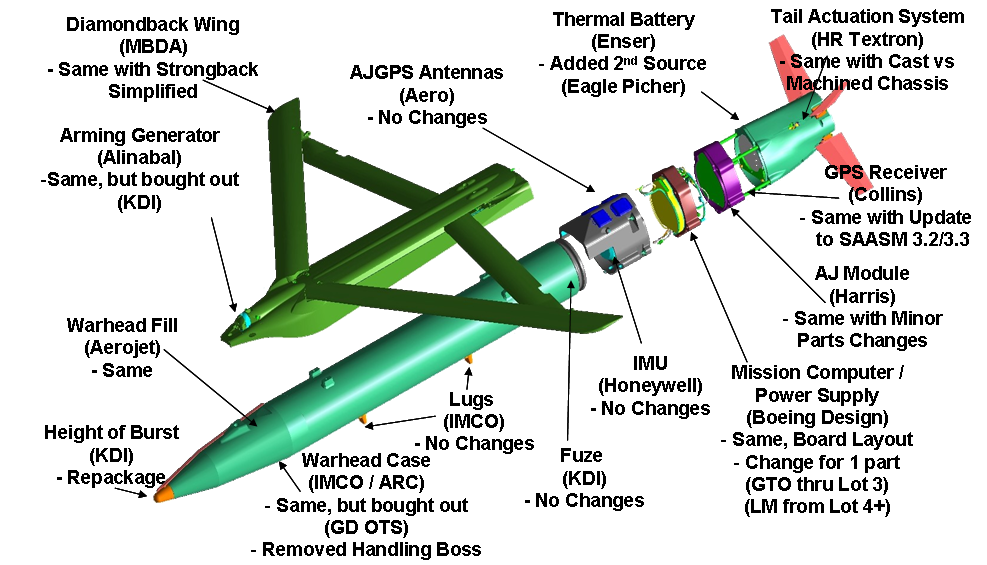 Diamondback Wing
(MBDA)
- Same with Strongback
Simplified
Arming Generator
(Alinabal)
-Same, but bought out
(KDI)
AJGPS Antennas
(Aero)
- No Changes
Thermal Battery
(Enser)
- Added 2nd Source
(Eagle Picher)
Tail Actuation System
(HR Textron)
- Same with Cast vs
Machined Chassis
GPS Receiver
(Collins)
- Same with Update
to SAASM 3.2/3.3
AJ Module
(Harris)
- Same with Minor
Parts Changes
Warhead Fill
(Aerojet)
- Same
Height of Burst
(KDI)
- Repackage
Lugs
(IMCO)
- No Changes
Warhead Case
(IMCO / ARC)
- Same, but bought out
(GD OTS)
- Removed Handling Boss
Fuze
(KDI)
- No Changes
IMU
(Honeywell)
- No Changes
Mission Computer /
Power Supply
(Boeing Design)
- Same, Board Layout
- Change for 1 part
(GTO thru Lot 3)
(LM from Lot 4+)